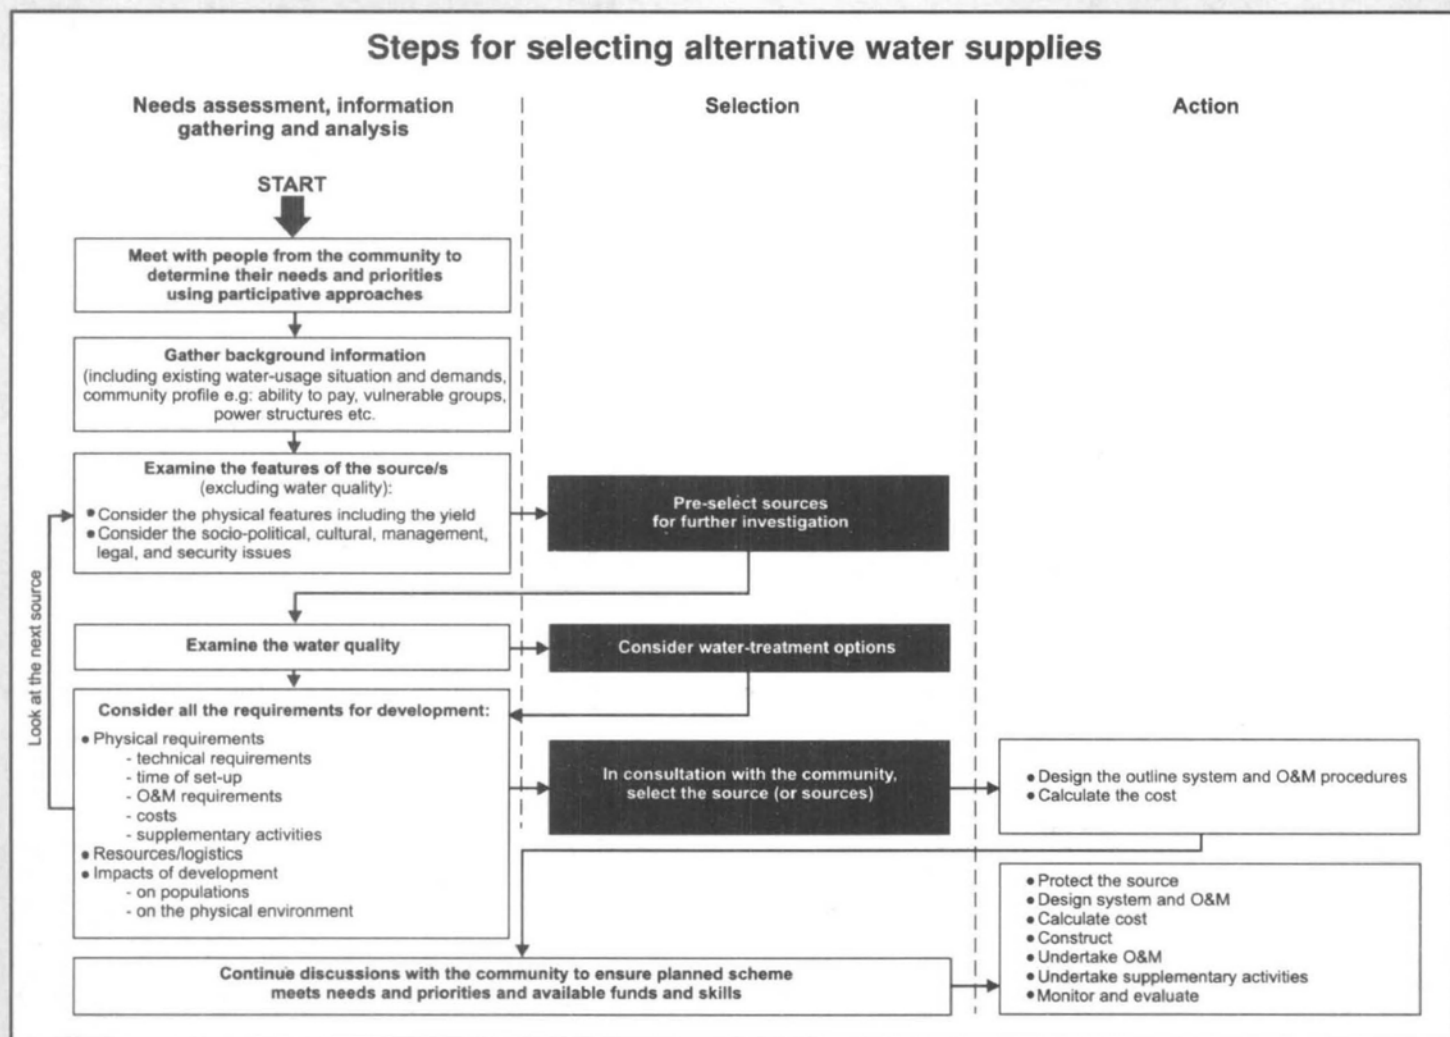 Steps for selecting alternative water supplies
Needs assessment, information
gathering and analysis
Selection
Action
START
Meet with people from the community to
determine their needs and priorities
using participative approaches
Gather background information
(including existing water-usage situation and demands,
community profile e.g: ability to pay, vulnerable groups,
power structures etc.
Examine the features of the source/s
(excluding water quality):
• Consider the physical features including the yield
• Consider the socio-political, cultural, management,
legal, and security issues
Pre-select sources
for further investigation
Look at the next source
Examine the water quality
Consider water-treatment options
Consider all the requirements for development:
• Physical requirements
- technical requirements
- time of set-up
- O&M requirements
- costs
- supplementary activities
• Resources/logistics
• Impacts of development
- on populations
- on the physical environment
In consultation with the community,
select the source (or sources)
• Design the outline system and O&M procedures
• Calculate the cost
Continue discussions with the community to ensure planned scheme
meets needs and priorities and available funds and skills
• Protect the source
• Design system and O&M
• Calculate cost
• Construct
• Undertake O&M
• Undertake supplementary activities
• Monitor and evaluate